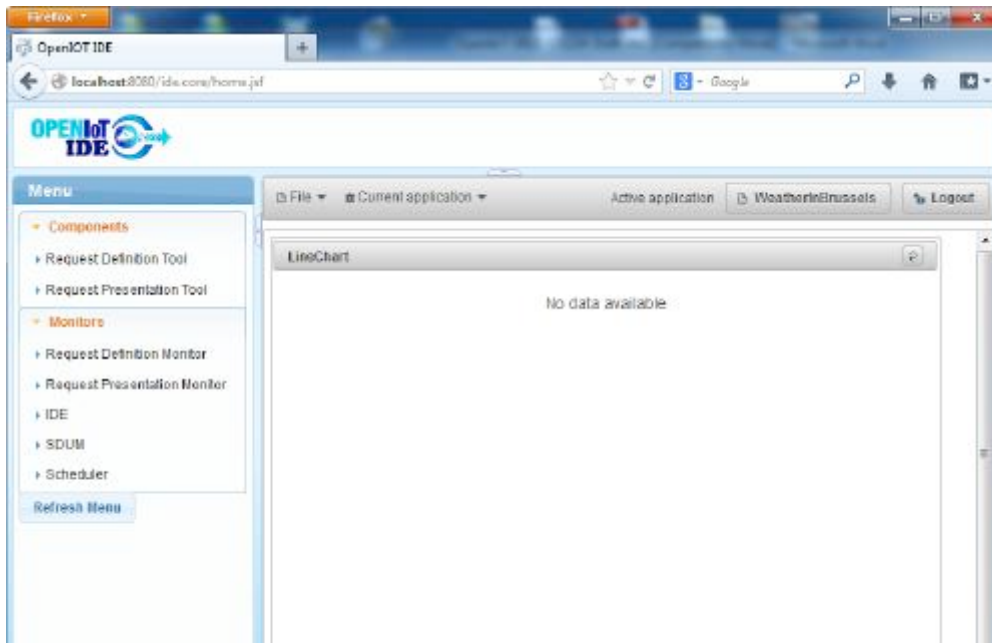 Firefox
OpenIOT IDE
localhost:8080/ide.core/home.jsf
Google
OPENIoT
IDE
Menu
Components
Request Definition Tool
Request Presentation Tool
Monitors
Request Definition Monitor
Request Presentation Monitor
IDE
SDUM
Scheduler
Refresh Menu
File
Current application
Active application
WeatherInBrussels
Logout
LineChart
No data available